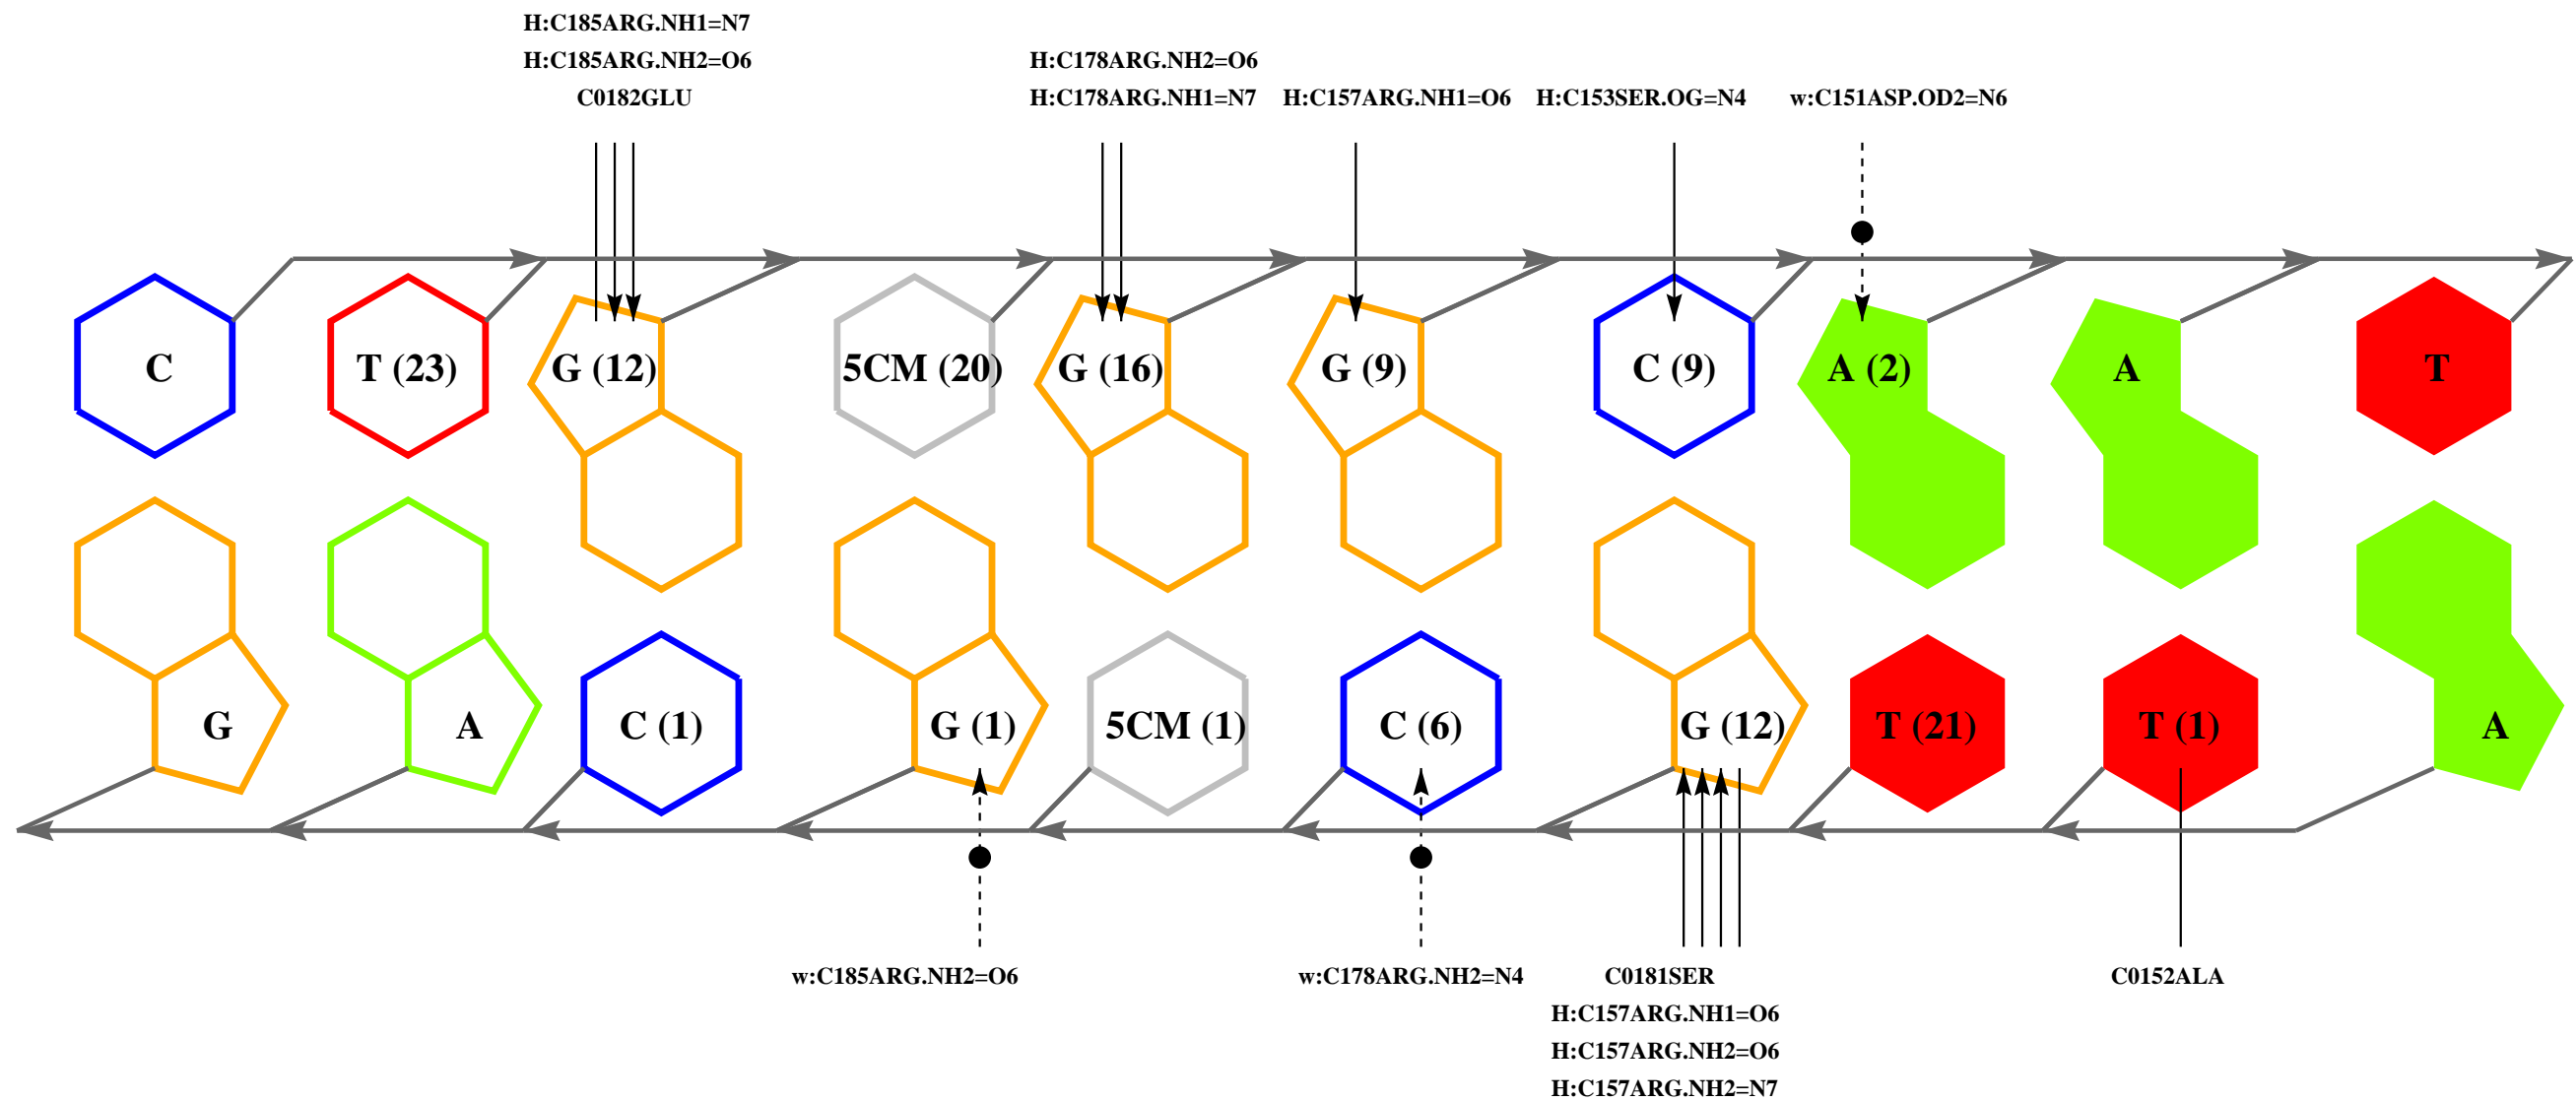 H:C185ARG.NH1=N7
H:C185ARG.NH2=O6 H:C178ARG.NH2=O6
C0182GLU H:C178ARG.NH1=N7 H:C157ARG.NH1=O6 H:C153SER.OG=N4 w:C151ASP.OD2=N6
C T (23) G (12) 5CM (20) G (16) G (9) C (9) A (2) A T
G A C (1) G (1) 5CM (1) C (6) G (12) T (21) T (1) A
w:C185ARG.NH2=O6 w:C178ARG.NH2=N4 C0181SER C0152ALA
H:C157ARG.NH1=O6
H:C157ARG.NH2=O6
H:C157ARG.NH2=N7